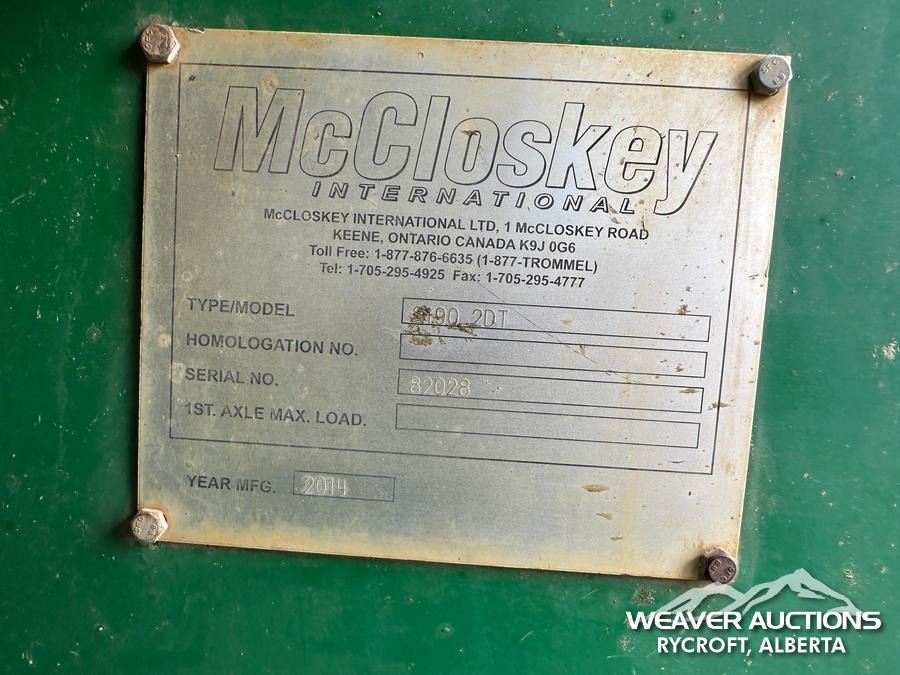 McCloskey
INTERNATIONAL
McCLOSKEY INTERNATIONAL LTD, 1 McCLOSKEY ROAD
KEENE, ONTARIO CANADA K9J 0G6
Toll Free: 1-877-876-6635 (1-877-TROMMEL)
Tel: 1-705-295-4925 Fax: 1-705-295-4777
TYPE/MODEL S190 2DT
HOMOLOGATION NO.
SERIAL NO. 82028
1ST. AXLE MAX. LOAD.
YEAR MFG. 2014
WEAVER AUCTIONS
RYCROFT, ALBERTA